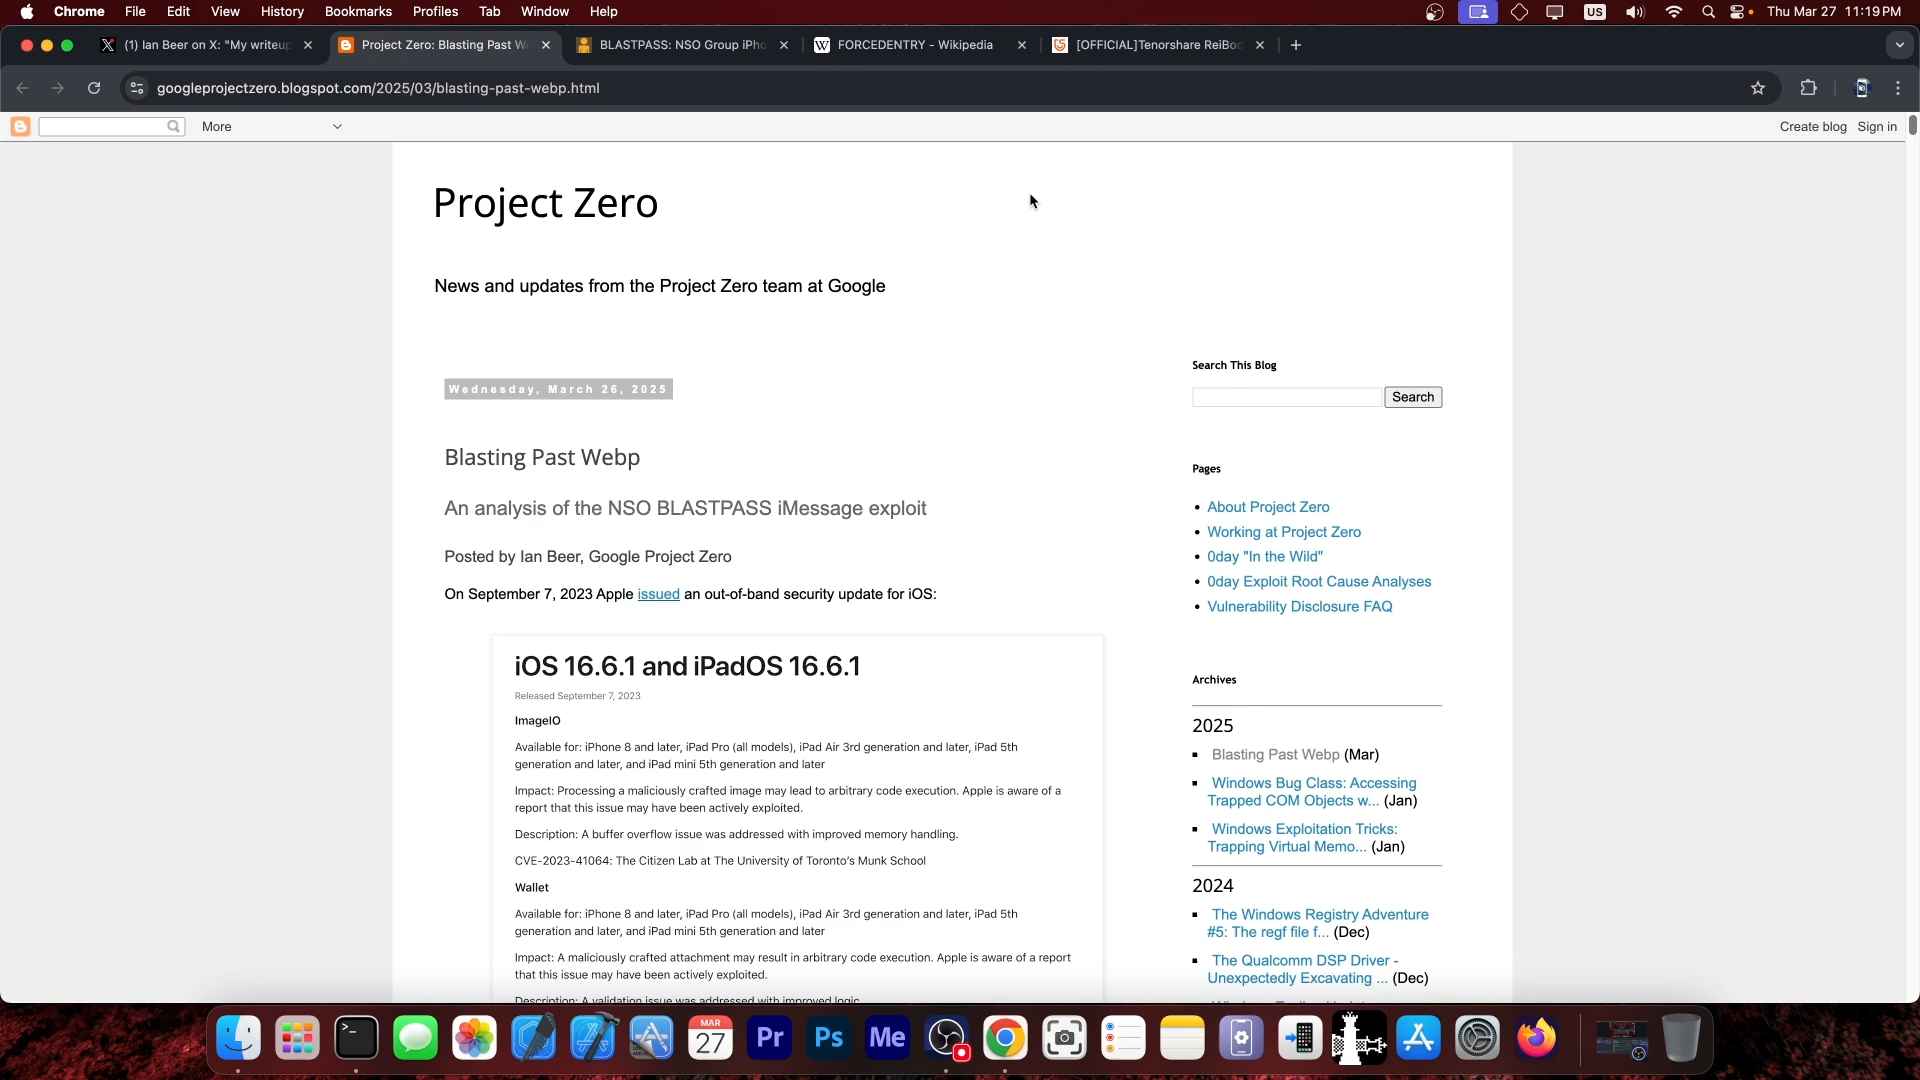 Chrome File Edit View History Bookmarks Profiles Tab Window Help US Thu Mar 27 11:19 PM
(1) Ian Beer on X: "My writeup Project Zero: Blasting Past W BLASTPASS: NSO Group iPho FORCEDENTRY - Wikipedia [OFFICIAL]Tenorshare ReiBoo
googleprojectzero.blogspot.com/2025/03/blasting-past-webp.html
More Create blog Sign in
Project Zero
News and updates from the Project Zero team at Google
Wednesday, March 26, 2025
Blasting Past Webp
An analysis of the NSO BLASTPASS iMessage exploit
Posted by Ian Beer, Google Project Zero
On September 7, 2023 Apple issued an out-of-band security update for iOS:
iOS 16.6.1 and iPadOS 16.6.1
Released September 7, 2023
ImageIO
Available for: iPhone 8 and later, iPad Pro (all models), iPad Air 3rd generation and later, iPad 5th
generation and later, and iPad mini 5th generation and later
Impact: Processing a maliciously crafted image may lead to arbitrary code execution. Apple is aware of a
report that this issue may have been actively exploited.
Description: A buffer overflow issue was addressed with improved memory handling.
CVE-2023-41064: The Citizen Lab at The University of Toronto's Munk School
Wallet
Available for: iPhone 8 and later, iPad Pro (all models), iPad Air 3rd generation and later, iPad 5th
generation and later, and iPad mini 5th generation and later
Impact: A maliciously crafted attachment may result in arbitrary code execution. Apple is aware of a report
that this issue may have been actively exploited.
Description: A validation issue was addressed with improved logic
Search This Blog
Search
Pages
• About Project Zero
• Working at Project Zero
• 0day "In the Wild"
• 0day Exploit Root Cause Analyses
• Vulnerability Disclosure FAQ
Archives
2025
▪ Blasting Past Webp (Mar)
▪ Windows Bug Class: Accessing
Trapped COM Objects w... (Jan)
▪ Windows Exploitation Tricks:
Trapping Virtual Memo... (Jan)
2024
▪ The Windows Registry Adventure
#5: The regf file f... (Dec)
▪ The Qualcomm DSP Driver -
Unexpectedly Excavating ... (Dec)
MAR
27
Pr
Ps
Me